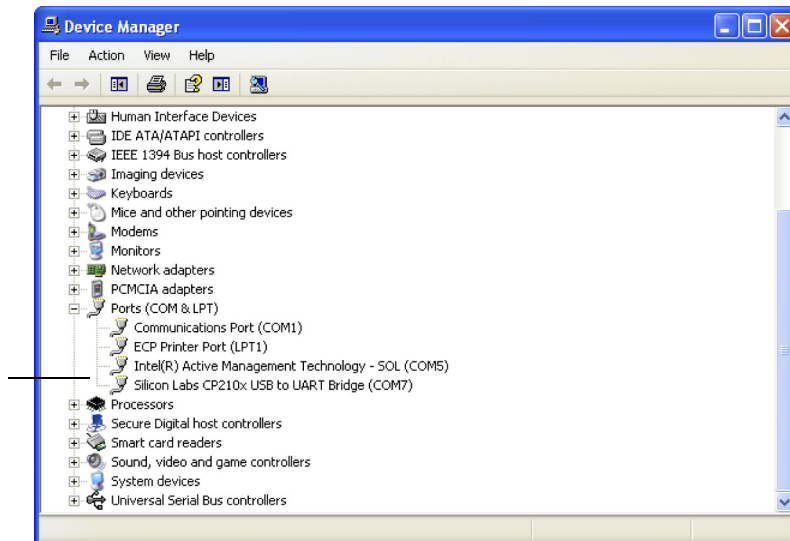 Device Manager
File Action View Help
Human Interface Devices
IDE ATA/ATAPI controllers
IEEE 1394 Bus host controllers
Imaging devices
Keyboards
Mice and other pointing devices
Modems
Monitors
Network adapters
PCMCIA adapters
Ports (COM & LPT)
Communications Port (COM1)
ECP Printer Port (LPT1)
Intel(R) Active Management Technology - SOL (COM5)
Silicon Labs CP210x USB to UART Bridge (COM7)
Processors
Secure Digital host controllers
Smart card readers
Sound, video and game controllers
System devices
Universal Serial Bus controllers